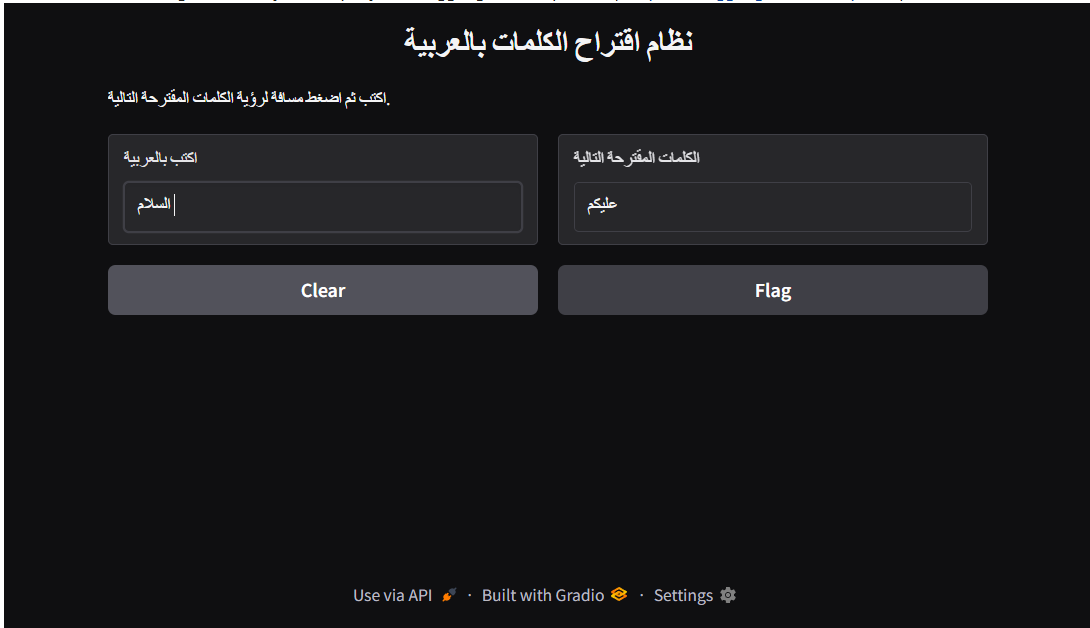 نظام اقتراح الكلمات بالعربية
اكتب ثم اضغط مسافة لرؤية الكلمات المقترحة التالية.
اكتب بالعربية
السلام
الكلمات المقترحة التالية
عليكم
Clear
Flag
Use via API · Built with Gradio · Settings